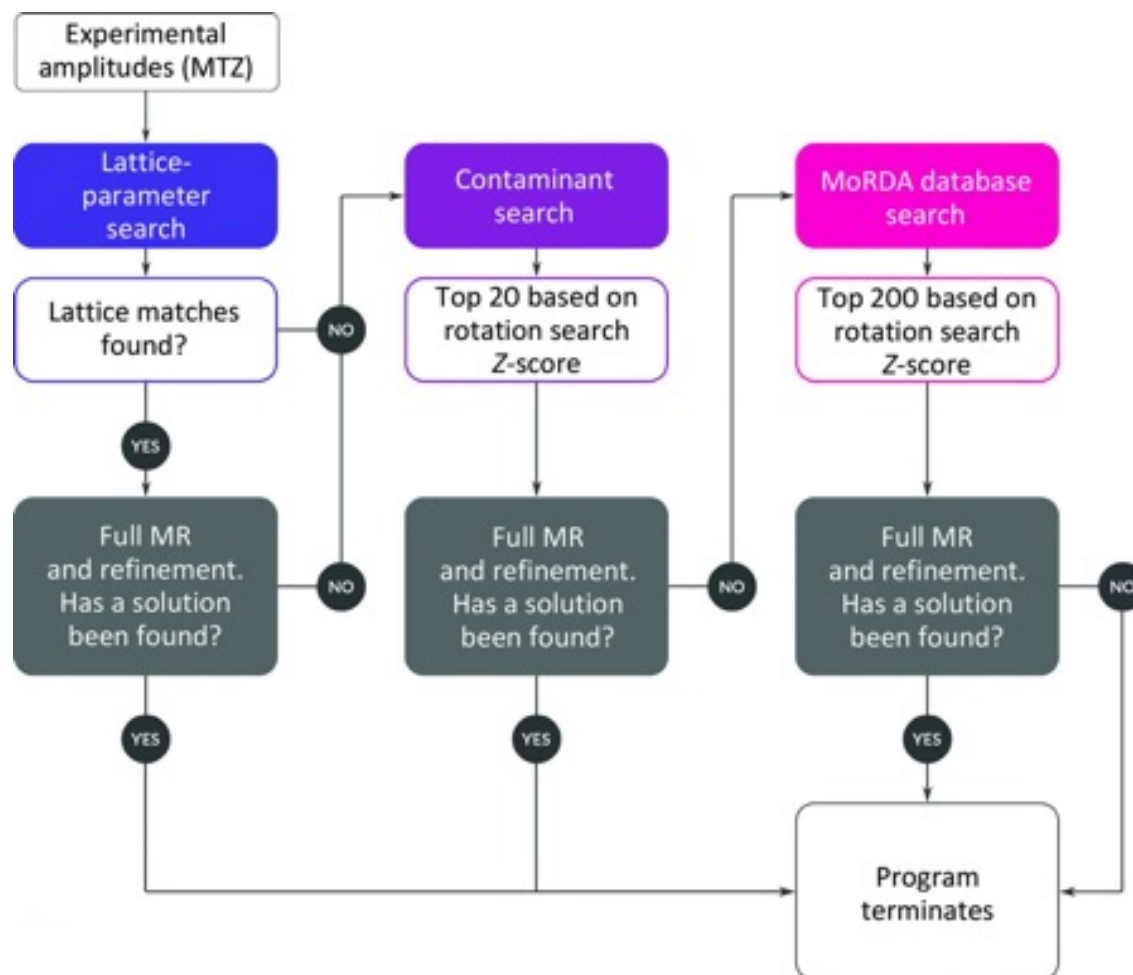 Experimental
amplitudes (MTZ)
Lattice-
parameter
search
Lattice matches
found?
NO
YES
Full MR
and refinement.
Has a solution
been found?
NO
YES
Contaminant
search
Top 20 based on
rotation search
Z-score
Full MR
and refinement.
Has a solution
been found?
NO
YES
MoRDA database
search
Top 200 based on
rotation search
Z-score
Full MR
and refinement.
Has a solution
been found?
NO
YES
Program
terminates